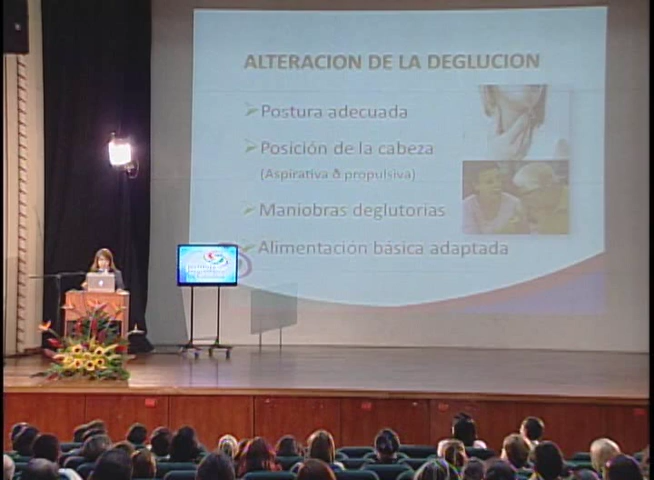 ALTERACION DE LA DEGLUCION
Postura adecuada
Posición de la cabeza
(Aspirativa ó propulsiva)
Maniobras deglutorias
Alimentación básica adaptada